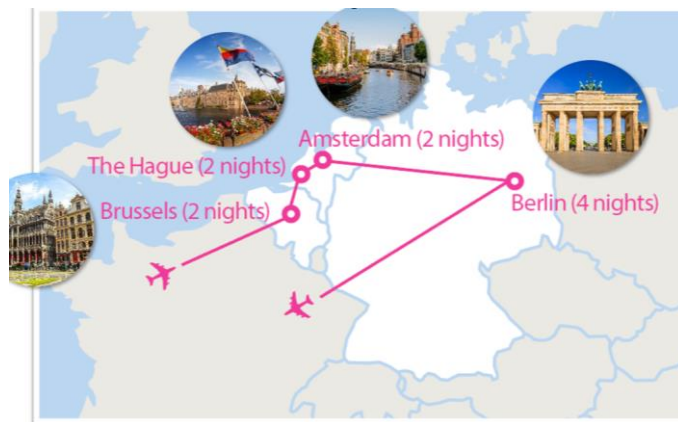 Amsterdam (2 nights)
The Hague (2 nights)
Brussels (2 nights)
Berlin (4 nights)